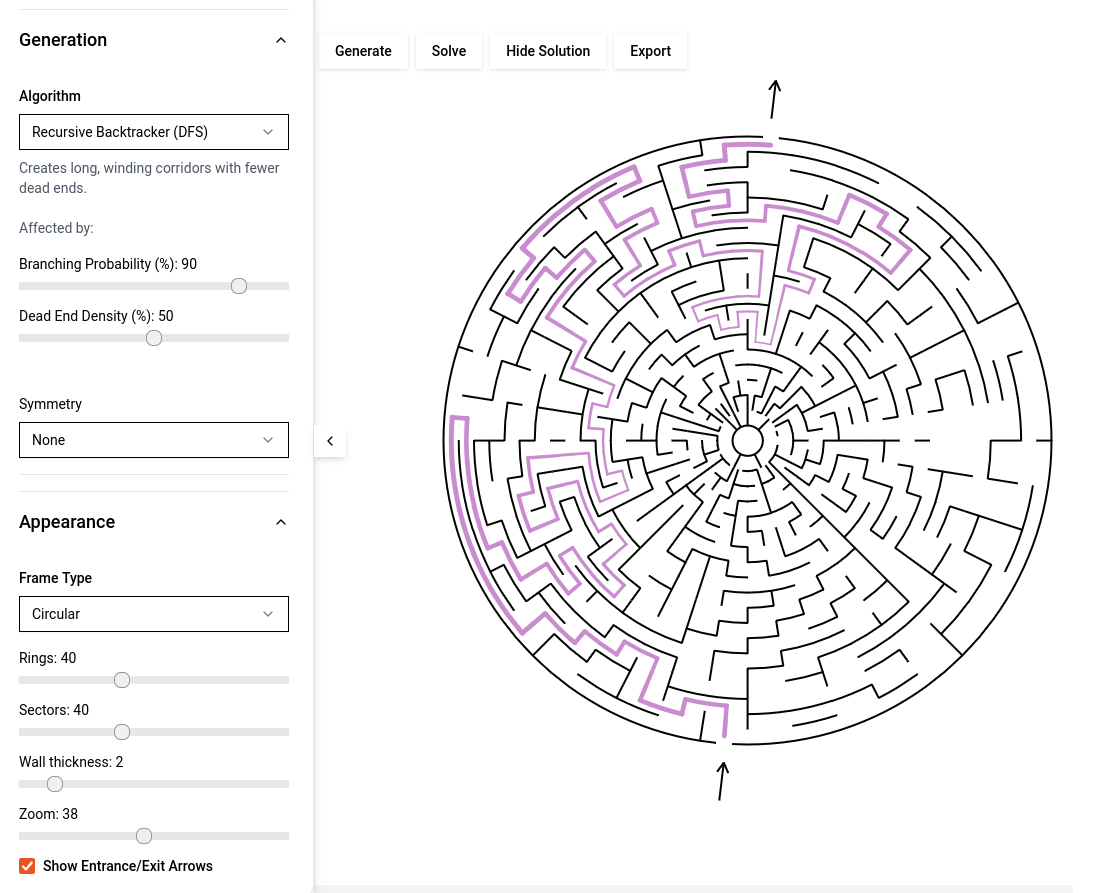 Generation
Algorithm
Recursive Backtracker (DFS)
Creates long, winding corridors with fewer
dead ends.
Affected by:
Branching Probability (%): 90
Dead End Density (%): 50
Symmetry
None
Appearance
Frame Type
Circular
Rings: 40
Sectors: 40
Wall thickness: 2
Zoom: 38
Show Entrance/Exit Arrows
Generate
Solve
Hide Solution
Export